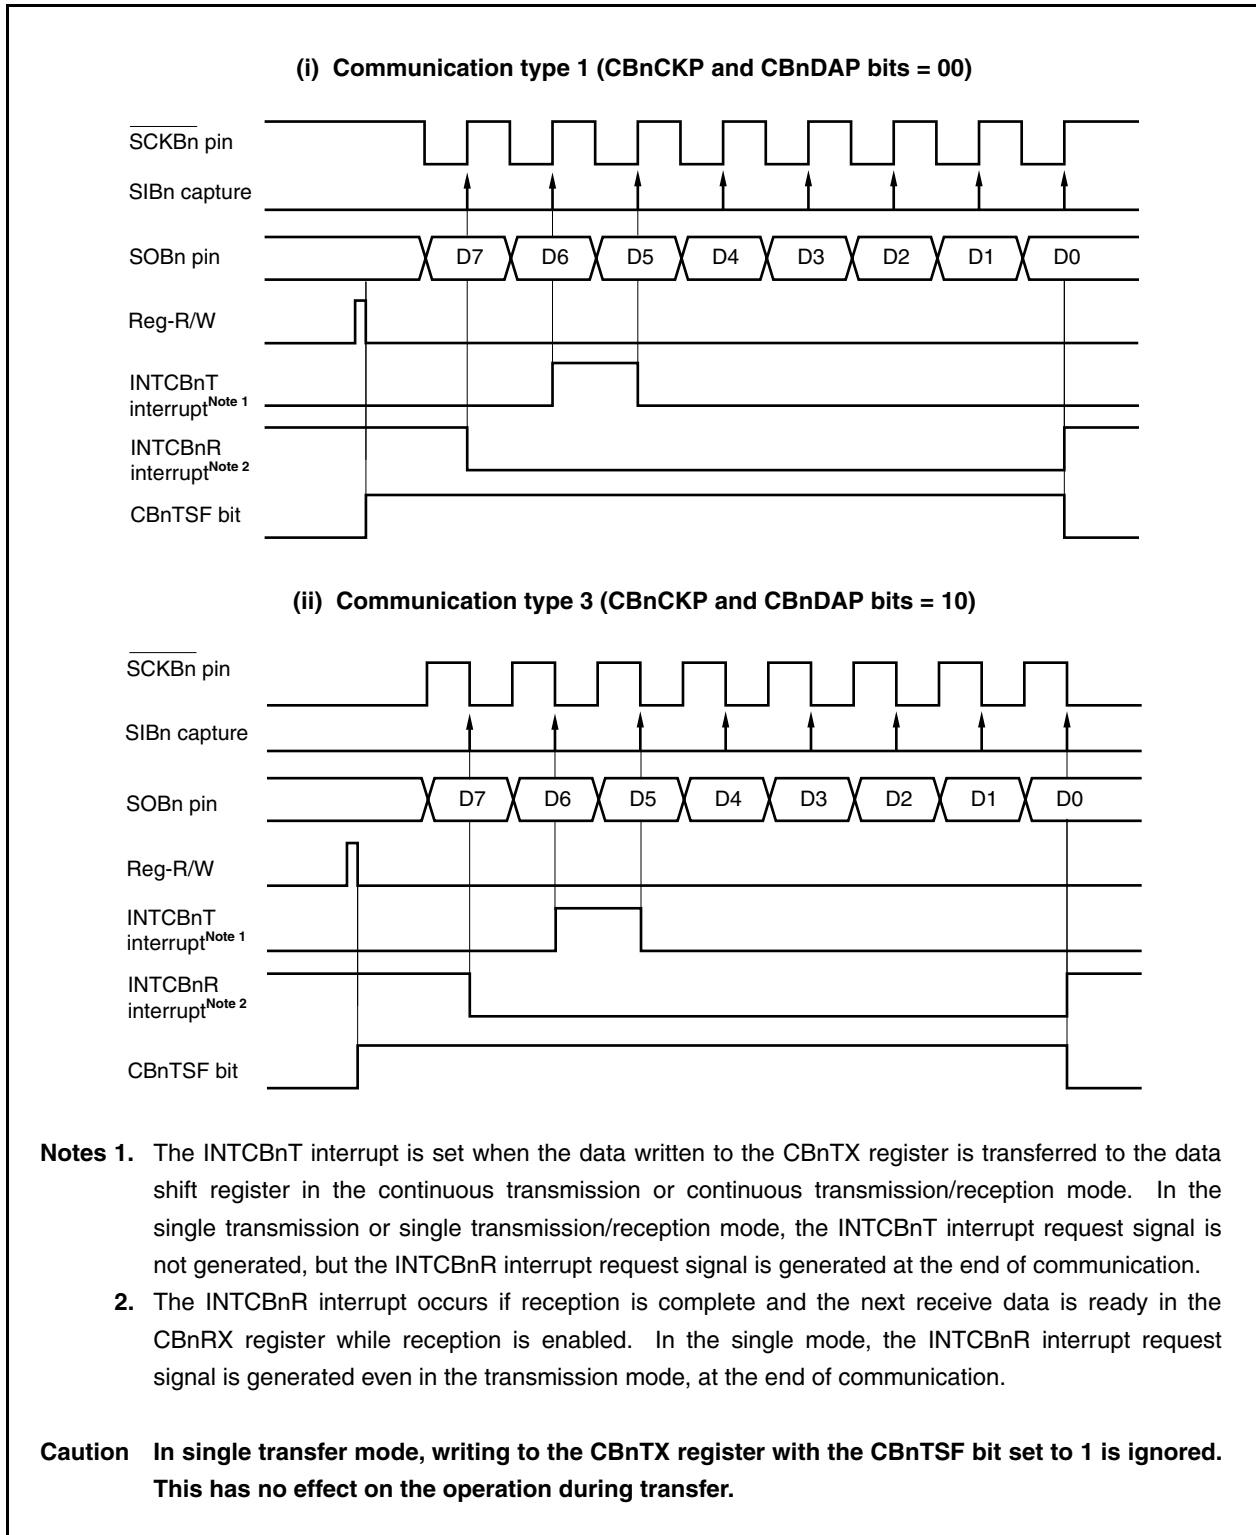 (i) Communication type 1 (CBnCKP and CBnDAP bits = 00)
SCKBn pin
SIBn capture
SOBn pin
D7 D6 D5 D4 D3 D2 D1 D0
Reg-R/W
INTCBnT
interruptNote 1
INTCBnR
interruptNote 2
CBnTSF bit
(ii) Communication type 3 (CBnCKP and CBnDAP bits = 10)
SCKBn pin
SIBn capture
SOBn pin
D7 D6 D5 D4 D3 D2 D1 D0
Reg-R/W
INTCBnT
interruptNote 1
INTCBnR
interruptNote 2
CBnTSF bit
Notes 1. The INTCBnT interrupt is set when the data written to the CBnTX register is transferred to the data
shift register in the continuous transmission or continuous transmission/reception mode. In the
single transmission or single transmission/reception mode, the INTCBnT interrupt request signal is
not generated, but the INTCBnR interrupt request signal is generated at the end of communication.
2. The INTCBnR interrupt occurs if reception is complete and the next receive data is ready in the
CBnRX register while reception is enabled. In the single mode, the INTCBnR interrupt request
signal is generated even in the transmission mode, at the end of communication.
Caution In single transfer mode, writing to the CBnTX register with the CBnTSF bit set to 1 is ignored.
This has no effect on the operation during transfer.